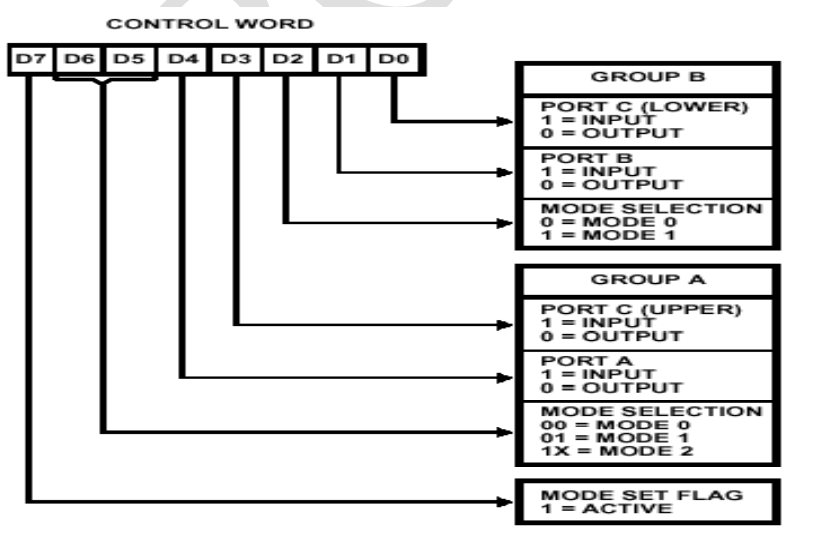 CONTROL WORD
D7 D6 D5 D4 D3 D2 D1 D0
GROUP B
PORT C (LOWER)
1 = INPUT
0 = OUTPUT
PORT B
1 = INPUT
0 = OUTPUT
MODE SELECTION
0 = MODE 0
1 = MODE 1
GROUP A
PORT C (UPPER)
1 = INPUT
0 = OUTPUT
PORT A
1 = INPUT
0 = OUTPUT
MODE SELECTION
00 = MODE 0
01 = MODE 1
1X = MODE 2
MODE SET FLAG
1 = ACTIVE